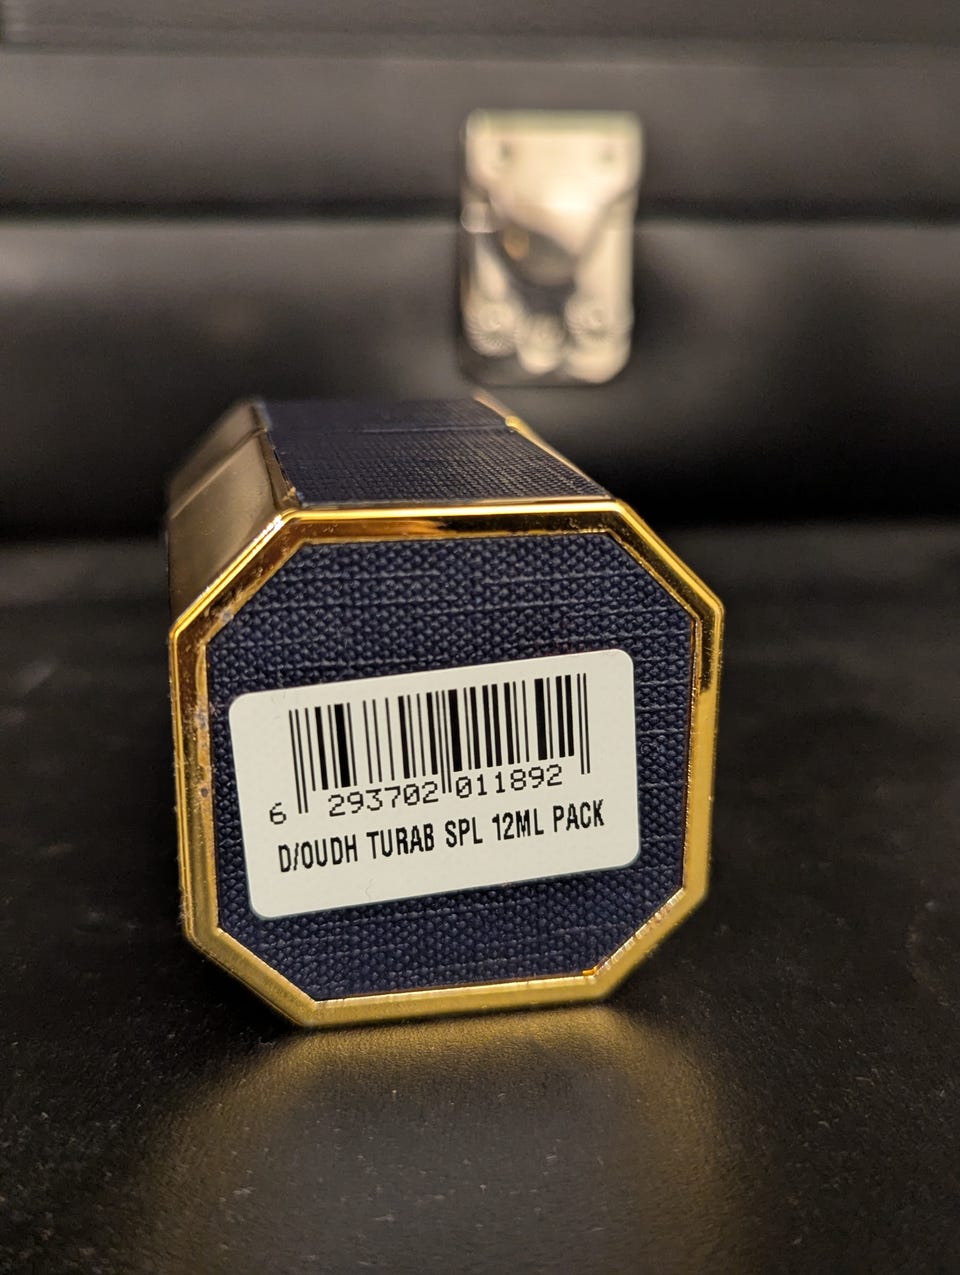 6 293702 011892
D/OUDH TURAB SPL 12ML PACK